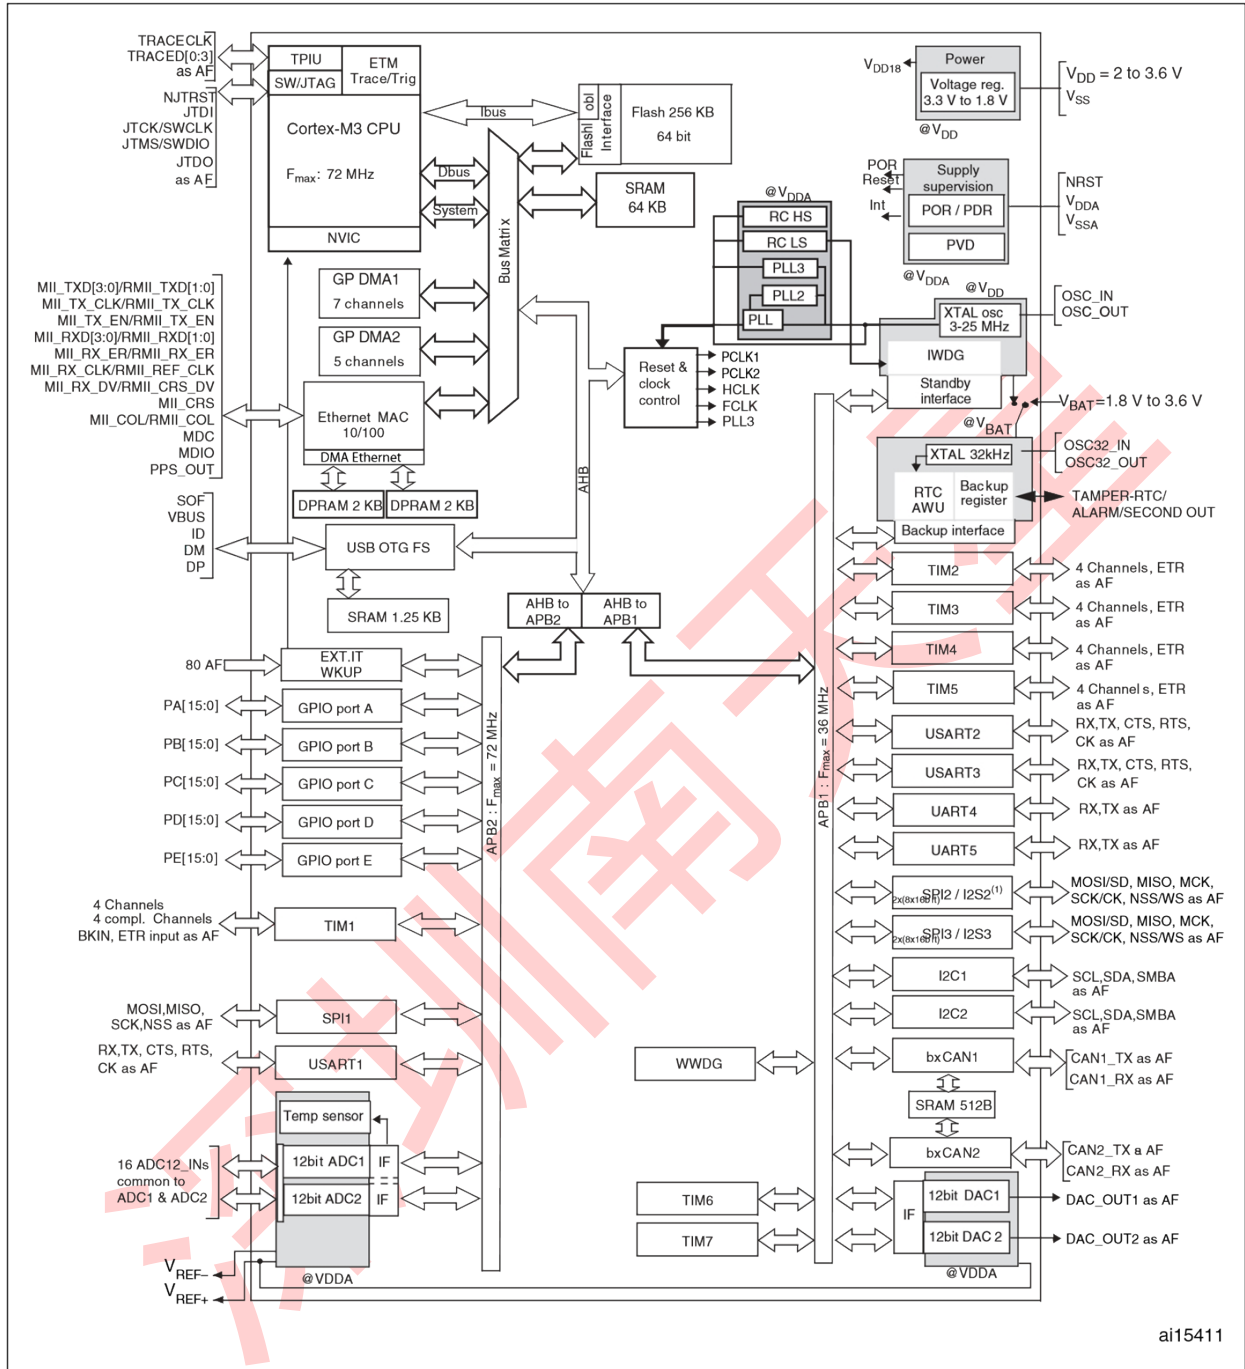 TRACECLK
TRACED[0:3]
as AF
TPIU
SW/JTAG
ETM
Trace/Trig
NJTRST
JTDI
JTCK/SWCLK
JTMS/SWDIO
JTDO
as AF
Cortex-M3 CPU
Fmax: 72 MHz
NVIC
Ibus
Dbus
System
Bus Matrix
FlashI
obl
Interface
Flash 256 KB
64 bit
SRAM
64 KB
VDD18
Power
Voltage reg.
3.3 V to 1.8 V
@VDD
VDD = 2 to 3.6 V
VSS
POR
Reset
Int
Supply
supervision
POR / PDR
PVD
@VDDA
NRST
VDDA
VSSA
@VDDA
RC HS
RC LS
PLL3
PLL2
PLL
@VDD
XTAL osc
3-25 MHz
IWDG
Standby
interface
OSC_IN
OSC_OUT
GP DMA1
7 channels
GP DMA2
5 channels
MII_TXD[3:0]/RMII_TXD[1:0]
MII_TX_CLK/RMII_TX_CLK
MII_TX_EN/RMII_TX_EN
MII_RXD[3:0]/RMII_RXD[1:0]
MII_RX_ER/RMII_RX_ER
MII_RX_CLK/RMII_REF_CLK
MII_RX_DV/RMII_CRS_DV
MII_CRS
MII_COL/RMII_COL
MDC
MDIO
PPS_OUT
Ethernet MAC
10/100
DMA Ethernet
DPRAM 2 KB
DPRAM 2 KB
Reset &
clock
control
PCLK1
PCLK2
HCLK
FCLK
PLL3
VBAT=1.8 V to 3.6 V
@VBAT
XTAL 32kHz
OSC32_IN
OSC32_OUT
RTC
AWU
Backup
register
Backup interface
TAMPER-RTC/
ALARM/SECOND OUT
AHB
SOF
VBUS
ID
DM
DP
USB OTG FS
SRAM 1.25 KB
AHB to
APB2
AHB to
APB1
80 AF
EXT.IT
WKUP
PA[15:0]
GPIO port A
PB[15:0]
GPIO port B
PC[15:0]
GPIO port C
PD[15:0]
GPIO port D
PE[15:0]
GPIO port E
APB2 : Fmax = 72 MHz
APB1 : Fmax = 36 MHz
4 Channels
4 compl. Channels
BKIN, ETR input as AF
TIM1
MOSI,MISO,
SCK,NSS as AF
SPI1
RX,TX, CTS, RTS,
CK as AF
USART1
Temp sensor
12bit ADC1
IF
12bit ADC2
IF
16 ADC12_INs
common to
ADC1 & ADC2
VREF–
VREF+
@VDDA
TIM2
4 Channels, ETR
as AF
TIM3
4 Channels, ETR
as AF
TIM4
4 Channels, ETR
as AF
TIM5
4 Channels, ETR
as AF
USART2
RX,TX, CTS, RTS,
CK as AF
USART3
RX,TX, CTS, RTS,
CK as AF
UART4
RX,TX as AF
UART5
RX,TX as AF
SPI2 / I2S2(1)
2x(8x16bit)
MOSI/SD, MISO, MCK,
SCK/CK, NSS/WS as AF
SPI3 / I2S3
2x(8x16bit)
MOSI/SD, MISO, MCK,
SCK/CK, NSS/WS as AF
I2C1
SCL,SDA,SMBA
as AF
I2C2
SCL,SDA,SMBA
as AF
WWDG
bxCAN1
CAN1_TX as AF
CAN1_RX as AF
SRAM 512B
bxCAN2
CAN2_TX a AF
CAN2_RX as AF
TIM6
TIM7
IF
12bit DAC1
DAC_OUT1 as AF
12bit DAC 2
DAC_OUT2 as AF
@VDDA
深圳南天星
ai15411